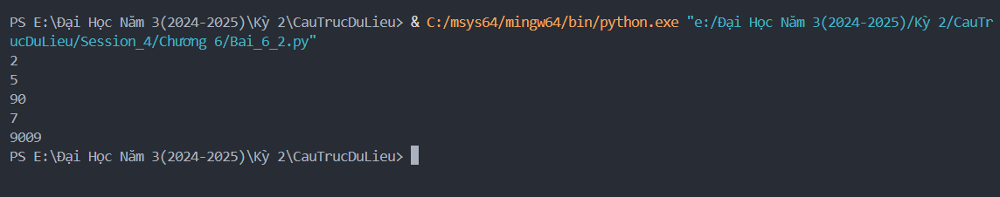 PS E:\Đại Học Năm 3(2024-2025)\Kỳ 2\CauTrucDuLieu> & C:/msys64/mingw64/bin/python.exe "e:/Đại Học Năm 3(2024-2025)/Kỳ 2/CauTr
ucDuLieu/Session_4/Chương 6/Bai_6_2.py"
2
5
90
7
9009
PS E:\Đại Học Năm 3(2024-2025)\Kỳ 2\CauTrucDuLieu>